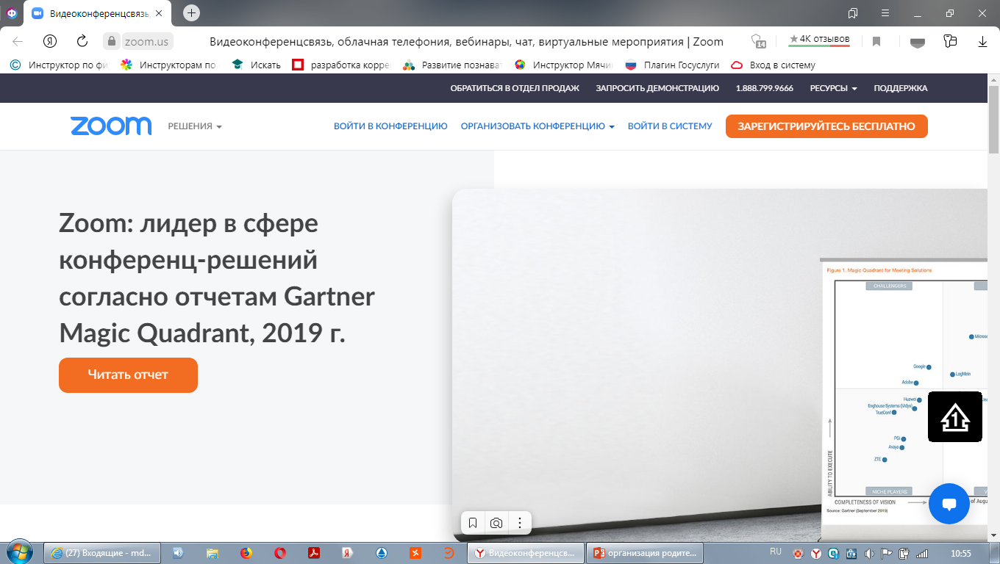 Видеоконференцсвязь,
zoom.us
Видеоконференцсвязь, облачная телефония, вебинары, чат, виртуальные мероприятия | Zoom
14
4К отзывов
Инструктор по фи
Инструкторам по
Искать
разработка корре
Развитие познава
Инструктор Мячи
Плагин Госуслуги
Вход в систему
ОБРАТИТЬСЯ В ОТДЕЛ ПРОДАЖ
ЗАПРОСИТЬ ДЕМОНСТРАЦИЮ
1.888.799.9666
РЕСУРСЫ
ПОДДЕРЖКА
zoom
РЕШЕНИЯ
ВОЙТИ В КОНФЕРЕНЦИЮ
ОРГАНИЗОВАТЬ КОНФЕРЕНЦИЮ
ВОЙТИ В СИСТЕМУ
ЗАРЕГИСТРИРУЙТЕСЬ БЕСПЛАТНО
Zoom: лидер в сфере
конференц-решений
согласно отчетам Gartner
Magic Quadrant, 2019 г.
Читать отчет
Figure 1. Magic Quadrant for Meeting Solutions
CHALLENGERS
Google
LogMeIn
Adobe
Huawei
Enghouse Systems (Vidyo)
TrueConf
PGi
Avaya
ZTE
ABILITY TO EXECUTE
NICHE PLAYERS
COMPLETENESS OF VISION
of Augu
Source: Gartner (September 2019)
1
(27) Входящие - md...
Видеоконференцсв...
организация родите...
RU
10:55